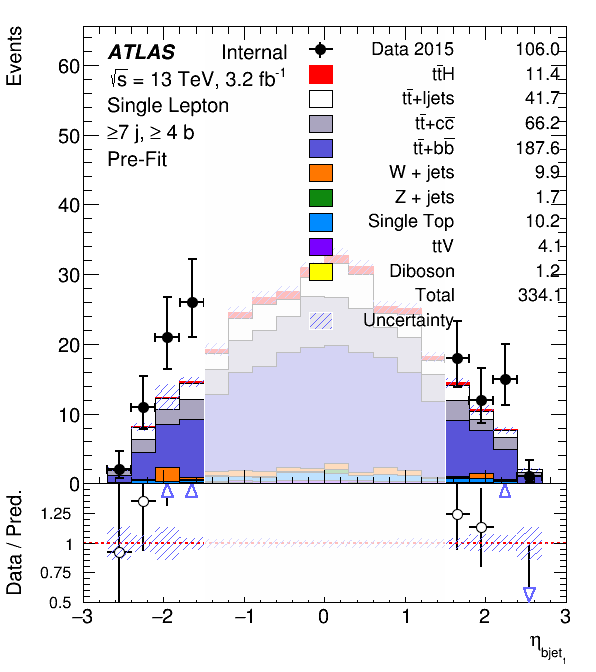 Events
60
50
40
30
20
10
0
ATLAS Internal
√s = 13 TeV, 3.2 fb⁻¹
Single Lepton
≥7 j, ≥ 4 b
Pre-Fit
Data 2015 106.0
tt̄H 11.4
tt̄+ljets 41.7
tt̄+cc̄ 66.2
tt̄+bb̄ 187.6
W + jets 9.9
Z + jets 1.7
Single Top 10.2
ttV 4.1
Diboson 1.2
Total 334.1
Uncertainty
Data / Pred.
1.25
1
0.75
0.5
−3 −2 −1 0 1 2 3
η_bjet₁